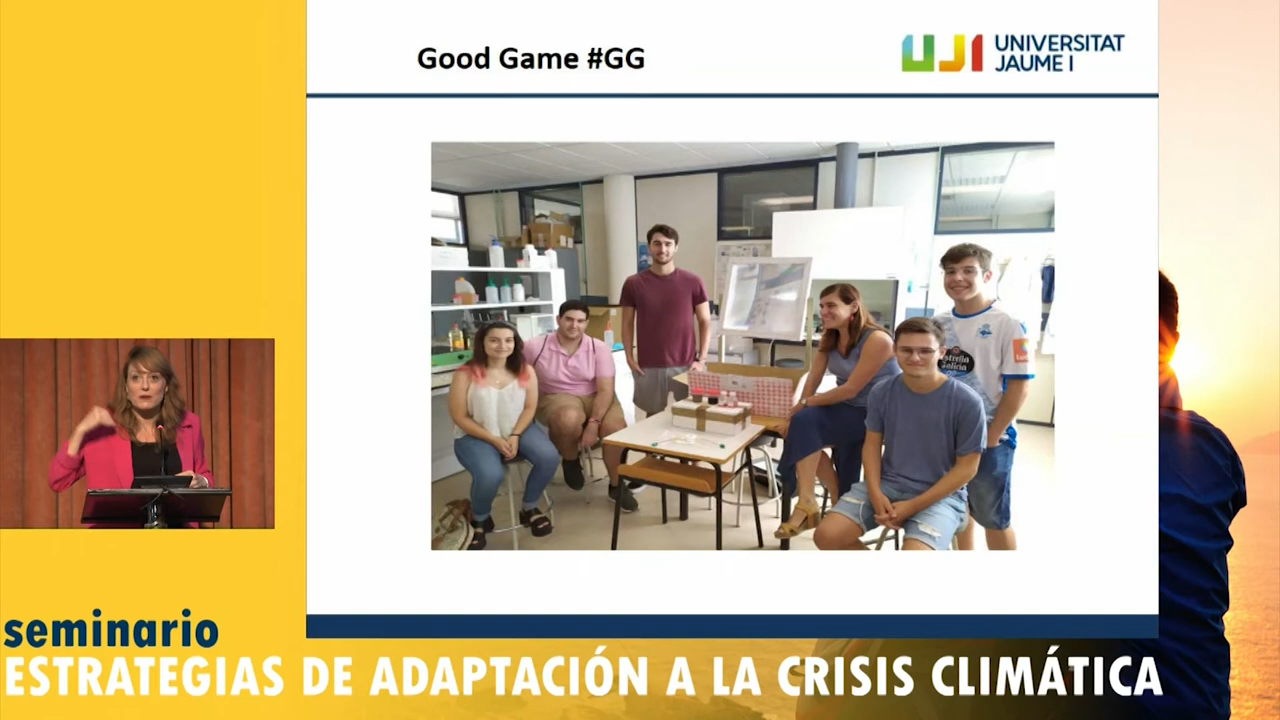 Good Game #GG
UJI UNIVERSITAT
JAUME I
Estrella
Galicia
seminario
ESTRATEGIAS DE ADAPTACIÓN A LA CRISIS CLIMÁTICA